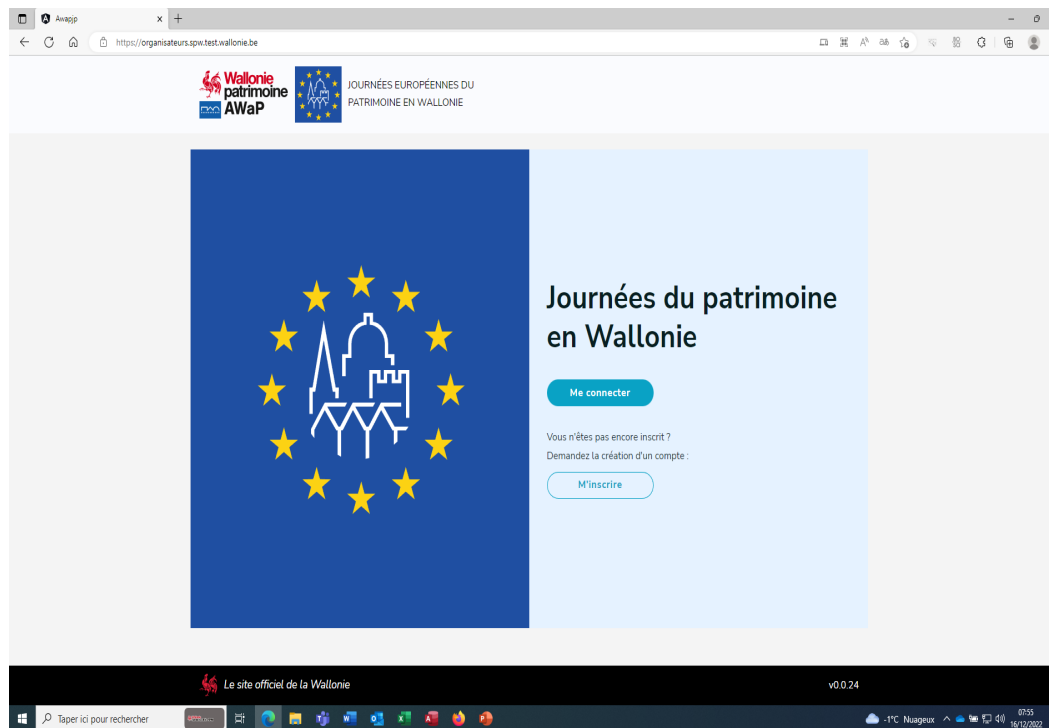 Awapjp
https://organisateurs.spw.test.wallonie.be
Wallonie
patrimoine
AWaP
JOURNÉES EUROPÉENNES DU
PATRIMOINE EN WALLONIE
Journées du patrimoine
en Wallonie
Me connecter
Vous n'êtes pas encore inscrit ?
Demandez la création d'un compte :
M'inscrire
Le site officiel de la Wallonie
v0.0.24
Taper ici pour rechercher
-1°C Nuageux
07:55
16/12/2022